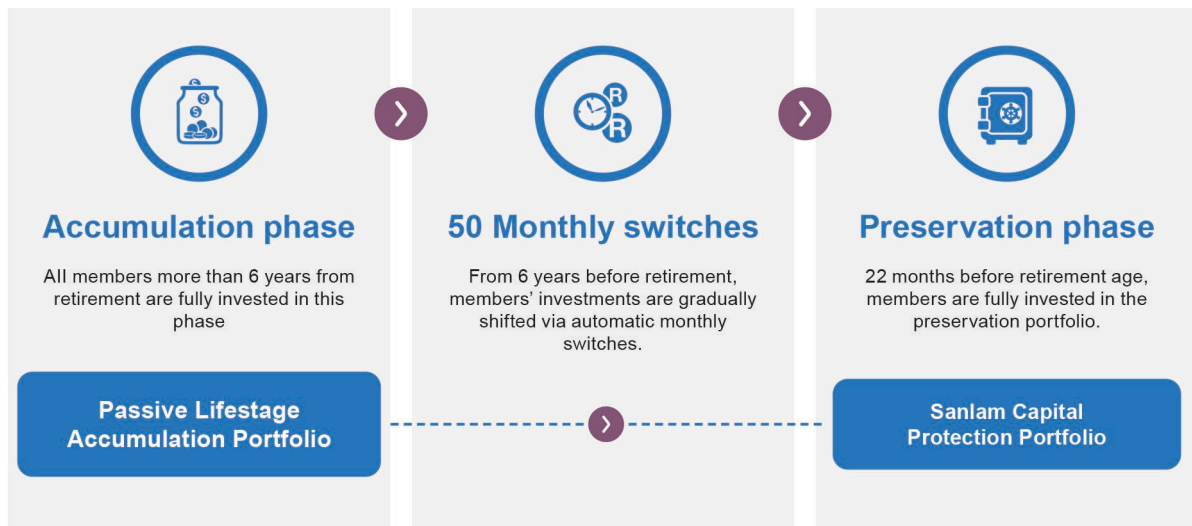 Accumulation phase
All members more than 6 years from
retirement are fully invested in this
phase
Passive Lifestage
Accumulation Portfolio
R
R
50 Monthly switches
From 6 years before retirement,
members’ investments are gradually
shifted via automatic monthly
switches.
Preservation phase
22 months before retirement age,
members are fully invested in the
preservation portfolio.
Sanlam Capital
Protection Portfolio